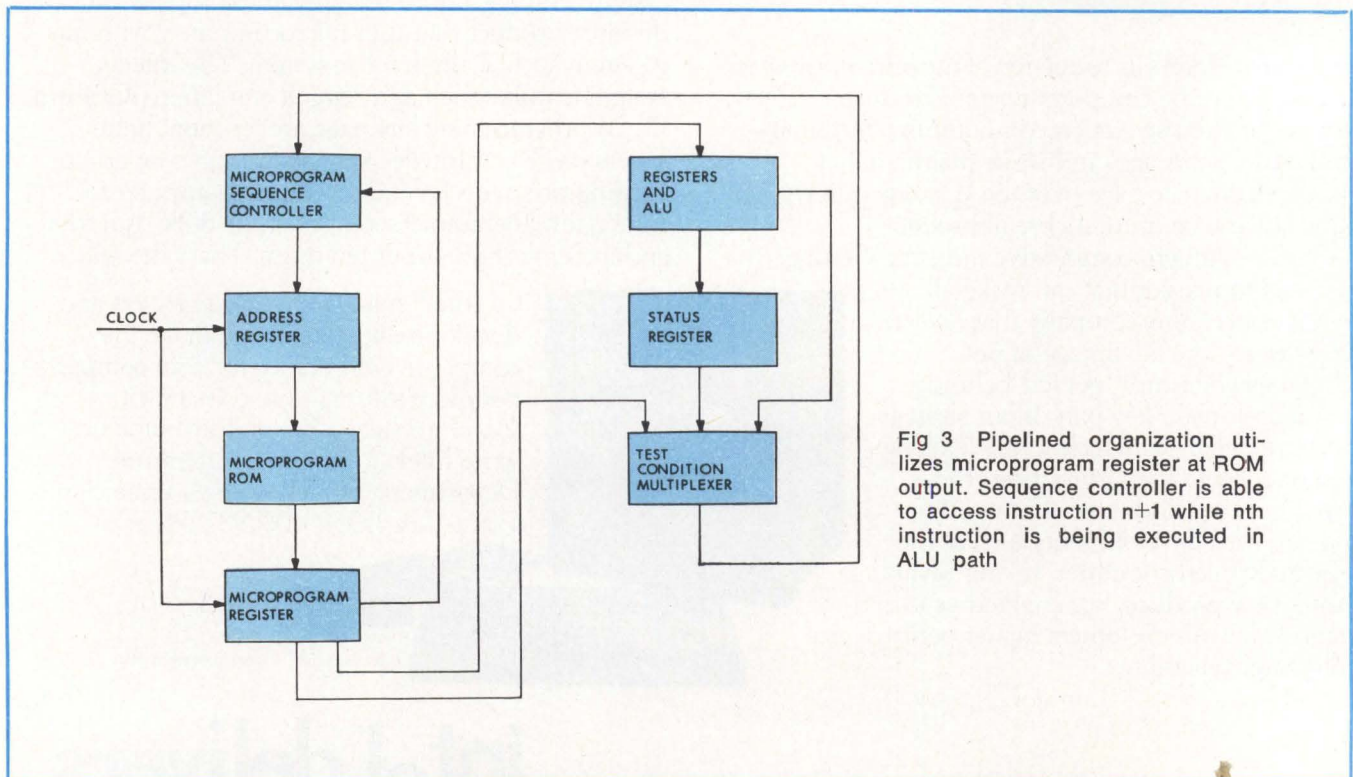 MICROPROGRAM
SEQUENCE
CONTROLLER
REGISTERS
AND
ALU
CLOCK
ADDRESS
REGISTER
STATUS
REGISTER
MICROPROGRAM
ROM
TEST
CONDITION
MULTIPLEXER
MICROPROGRAM
REGISTER
Fig 3 Pipelined organization uti-
lizes microprogram register at ROM
output. Sequence controller is able
to access instruction n+1 while nth
instruction is being executed in
ALU path